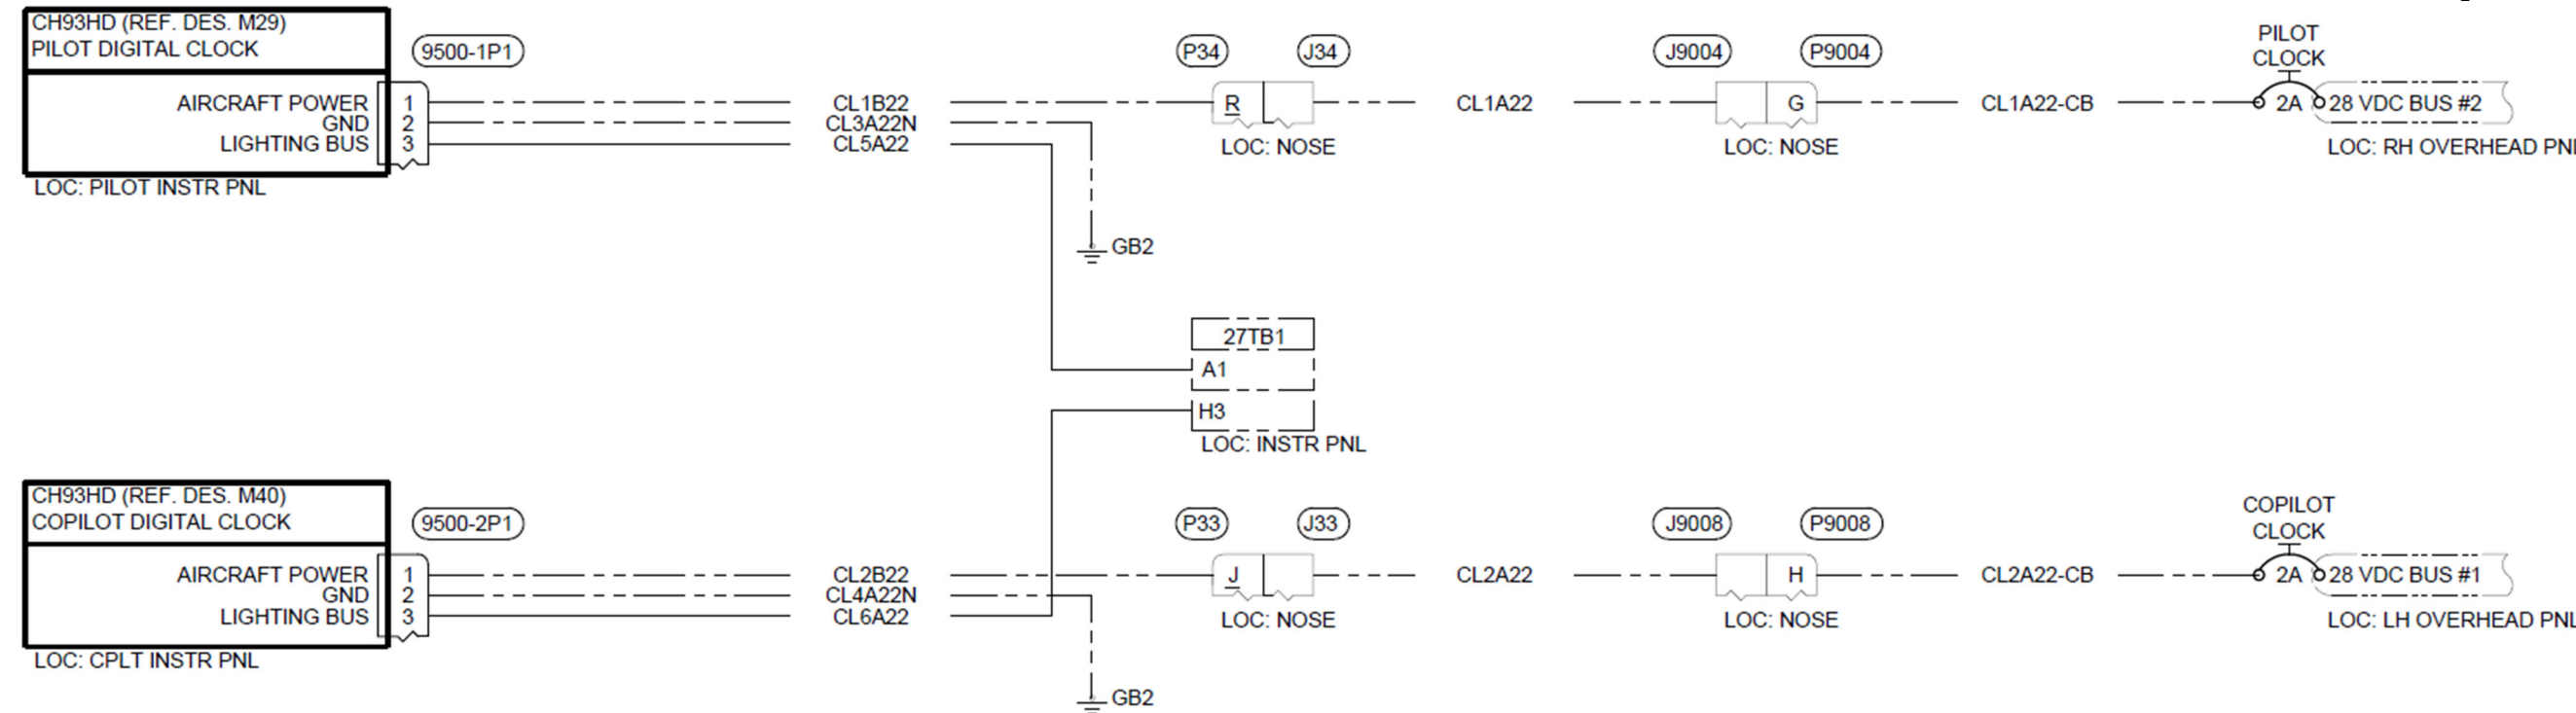 CH93HD (REF. DES. M29)
PILOT DIGITAL CLOCK
9500-1P1
AIRCRAFT POWER 1
GND 2
LIGHTING BUS 3
LOC: PILOT INSTR PNL
CL1B22
CL3A22N
CL5A22
P34 J34
R
LOC: NOSE
GB2
CL1A22
J9004 P9004
G
LOC: NOSE
CL1A22-CB
PILOT
CLOCK
2A 28 VDC BUS #2
LOC: RH OVERHEAD PNL
27TB1
A1
H3
LOC: INSTR PNL
CH93HD (REF. DES. M40)
COPILOT DIGITAL CLOCK
9500-2P1
AIRCRAFT POWER 1
GND 2
LIGHTING BUS 3
LOC: CPLT INSTR PNL
CL2B22
CL4A22N
CL6A22
P33 J33
J
LOC: NOSE
GB2
CL2A22
J9008 P9008
H
LOC: NOSE
CL2A22-CB
COPILOT
CLOCK
2A 28 VDC BUS #1
LOC: LH OVERHEAD PNL